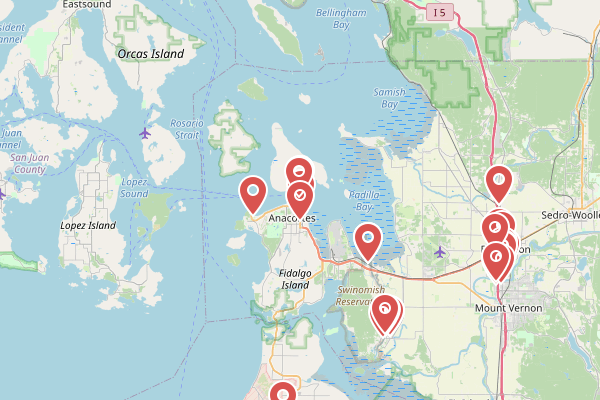 Eastsound
Bellingham
Bay
I 5
Orcas Island
Samish
Bay
Rosario
Strait
San Juan
County
Lopez
Sound
Padilla
Bay
Sedro-Woolle
Lopez Island
Anacortes
Fidalgo
Island
Swinomish
Reservat
Mount Vernon